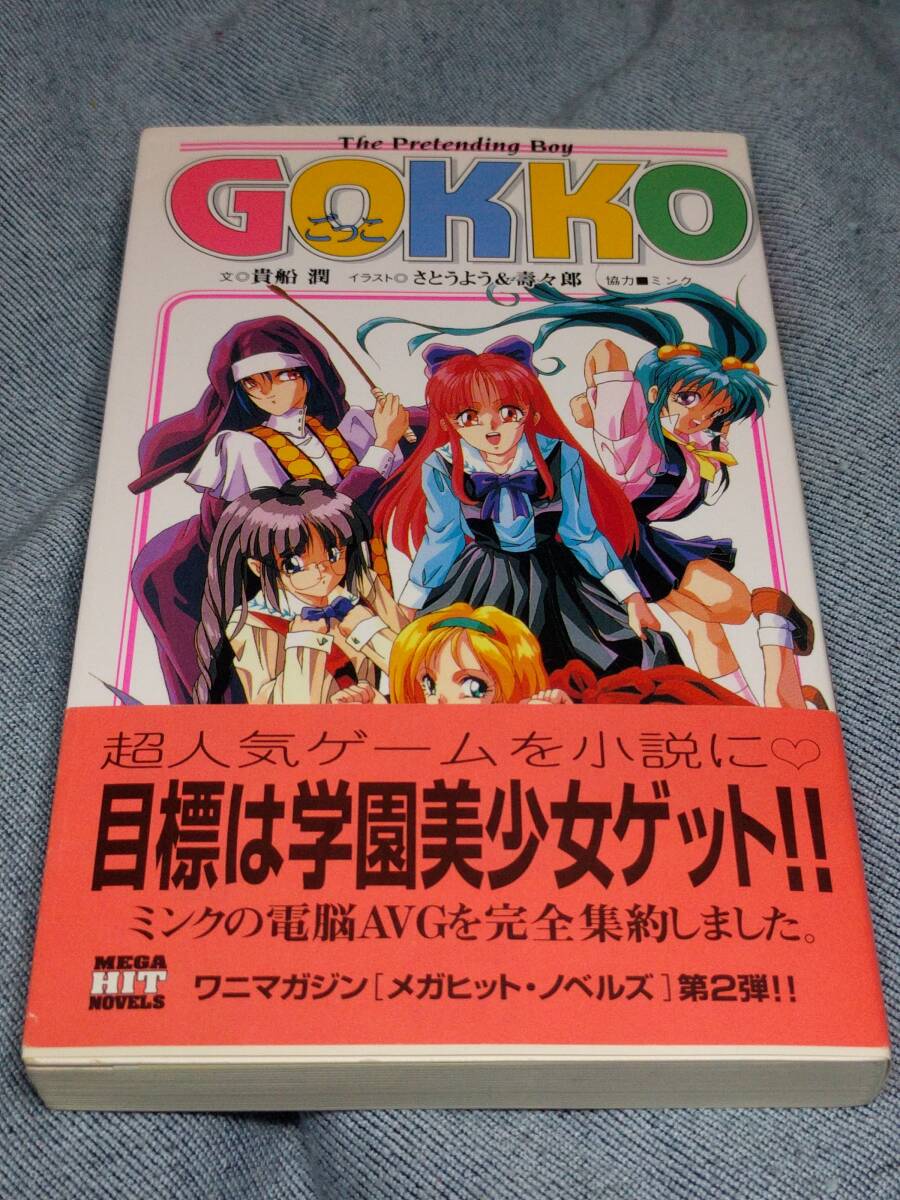 The Pretending Boy
GOKKO
ごっこ
文◎貴船 潤 イラスト◎さとうよう&壽々郎 協力■ミンク
超人気ゲームを小説に♡
目標は学園美少女ゲット!!
ミンクの電脳AVGを完全集約しました。
MEGA
HIT
NOVELS
ワニマガジン[メガヒット・ノベルズ]第2弾!!